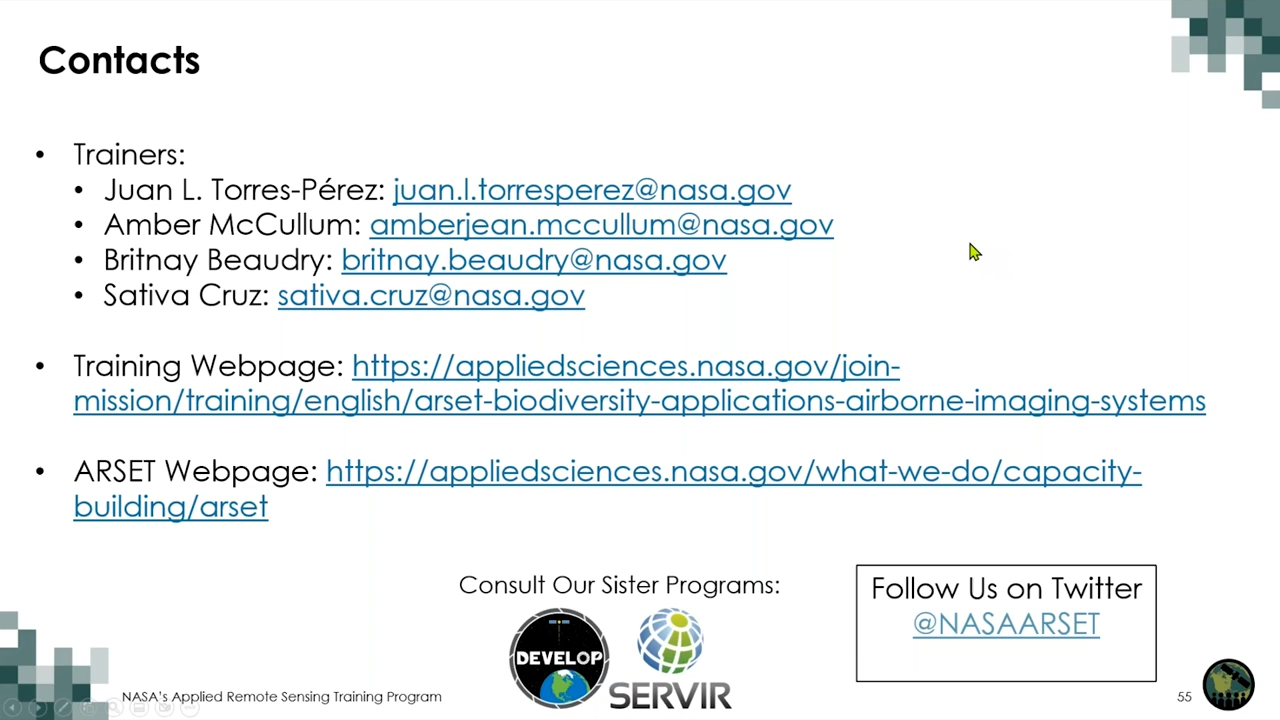 Contacts
• Trainers:
• Juan L. Torres-Pérez: juan.l.torresperez@nasa.gov
• Amber McCullum: amberjean.mccullum@nasa.gov
• Britnay Beaudry: britnay.beaudry@nasa.gov
• Sativa Cruz: sativa.cruz@nasa.gov
• Training Webpage: https://appliedsciences.nasa.gov/join-
mission/training/english/arset-biodiversity-applications-airborne-imaging-systems
• ARSET Webpage: https://appliedsciences.nasa.gov/what-we-do/capacity-
building/arset
Consult Our Sister Programs:
DEVELOP
SERVIR
Follow Us on Twitter
@NASAARSET
NASA's Applied Remote Sensing Training Program
55